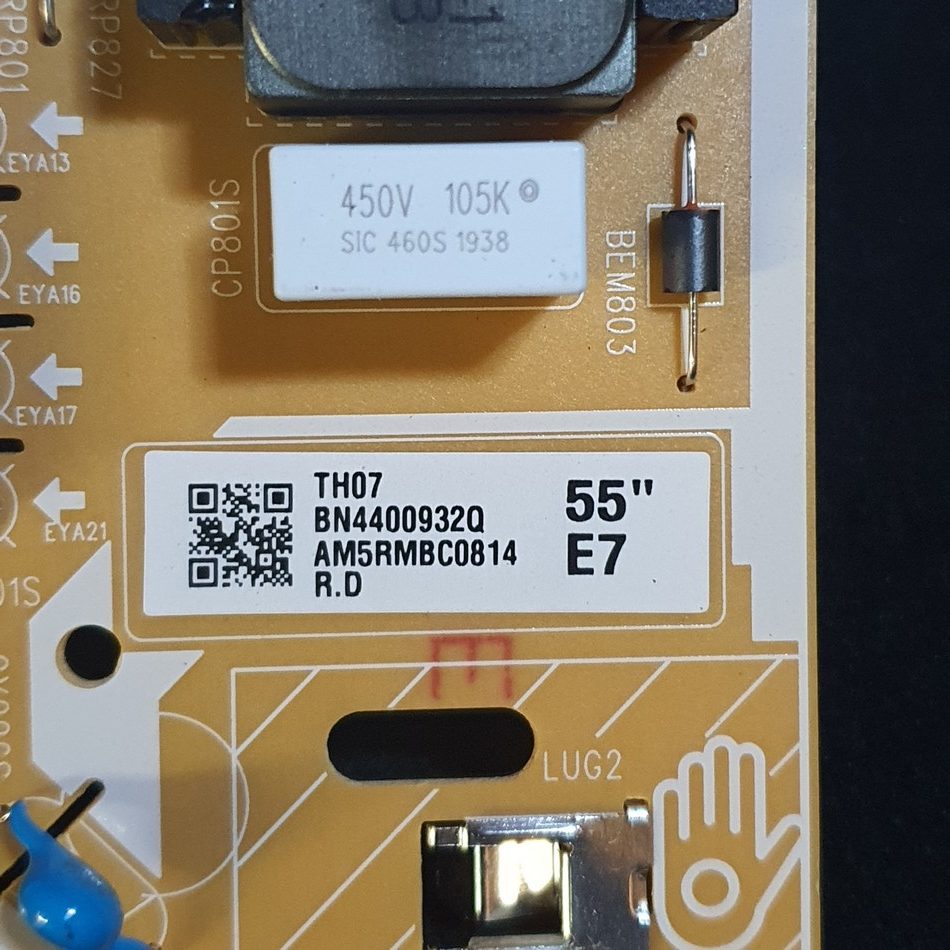 RP801
RP827
EYA13
CP801S
450V 105K
SIC 460S 1938
BEM803
EYA16
EYA17
EYA21
TH07
BN4400932Q
AM5RMBC0814
R.D
55"
E7
01S
E
LUG2